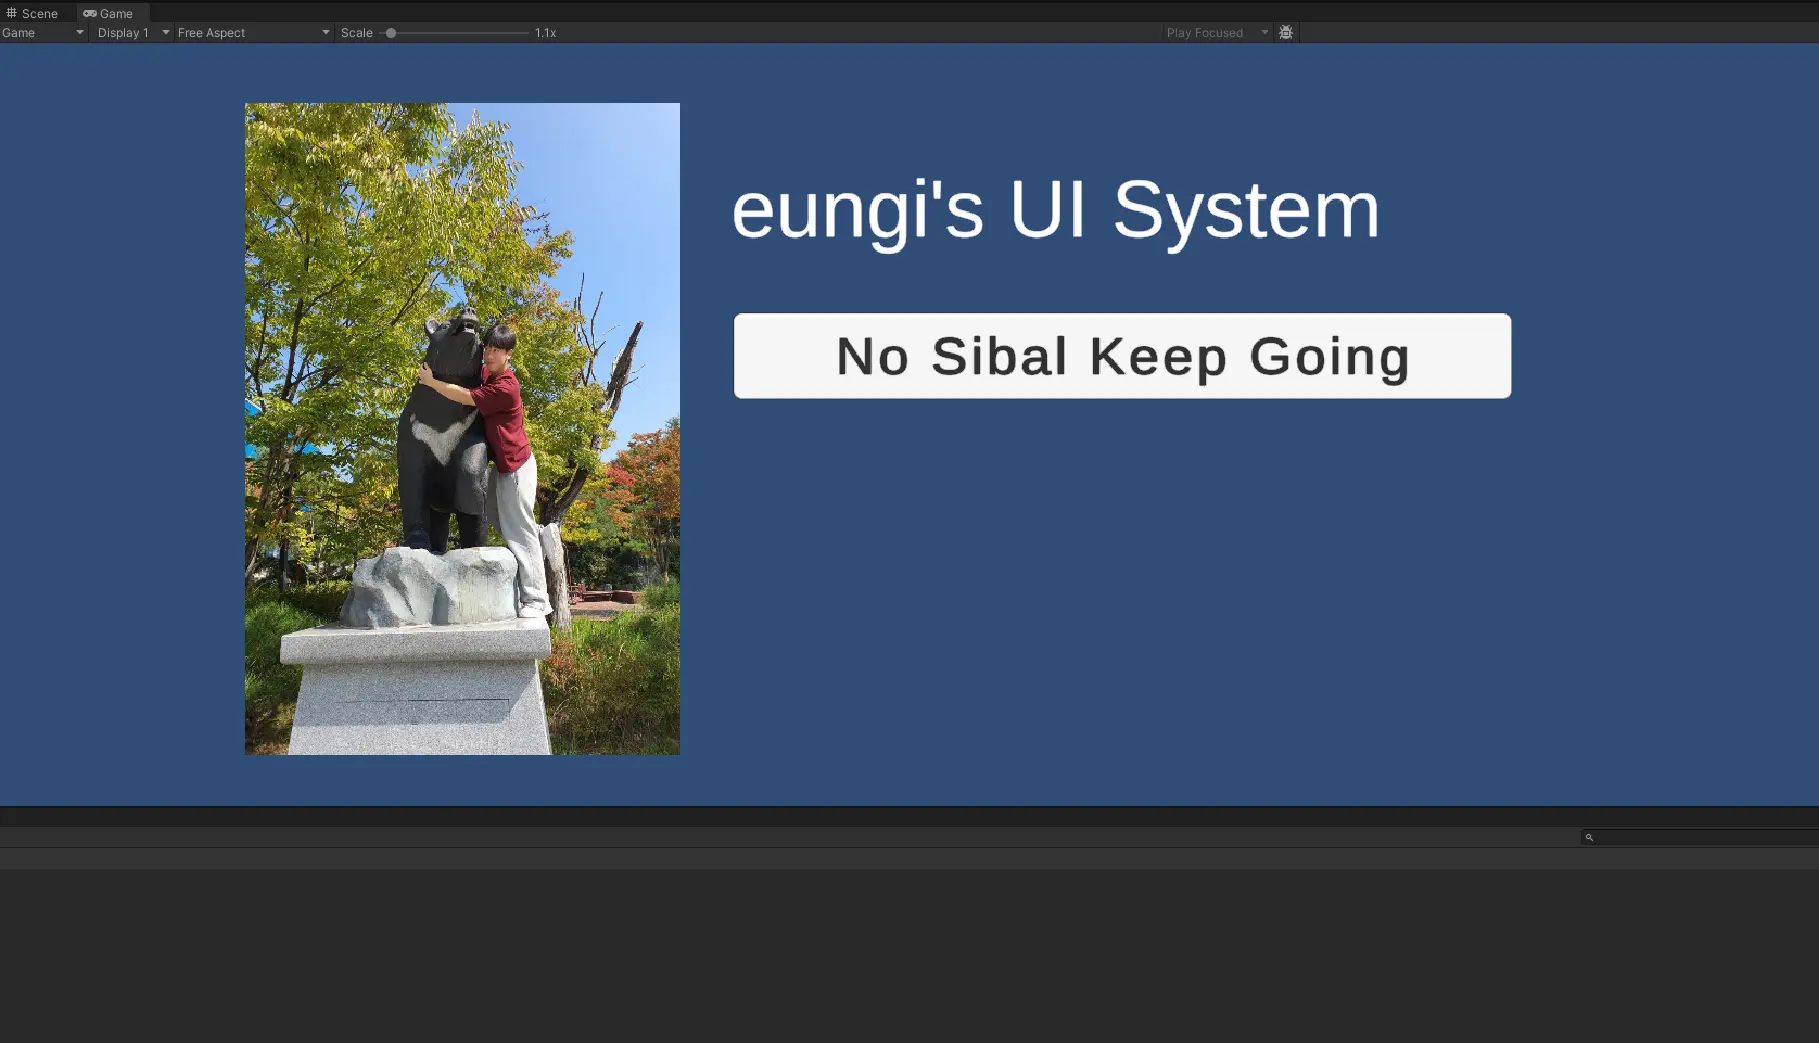 Scene Game
Game Display 1 Free Aspect Scale 1.1x Play Focused
eungi's UI System
No Sibal Keep Going